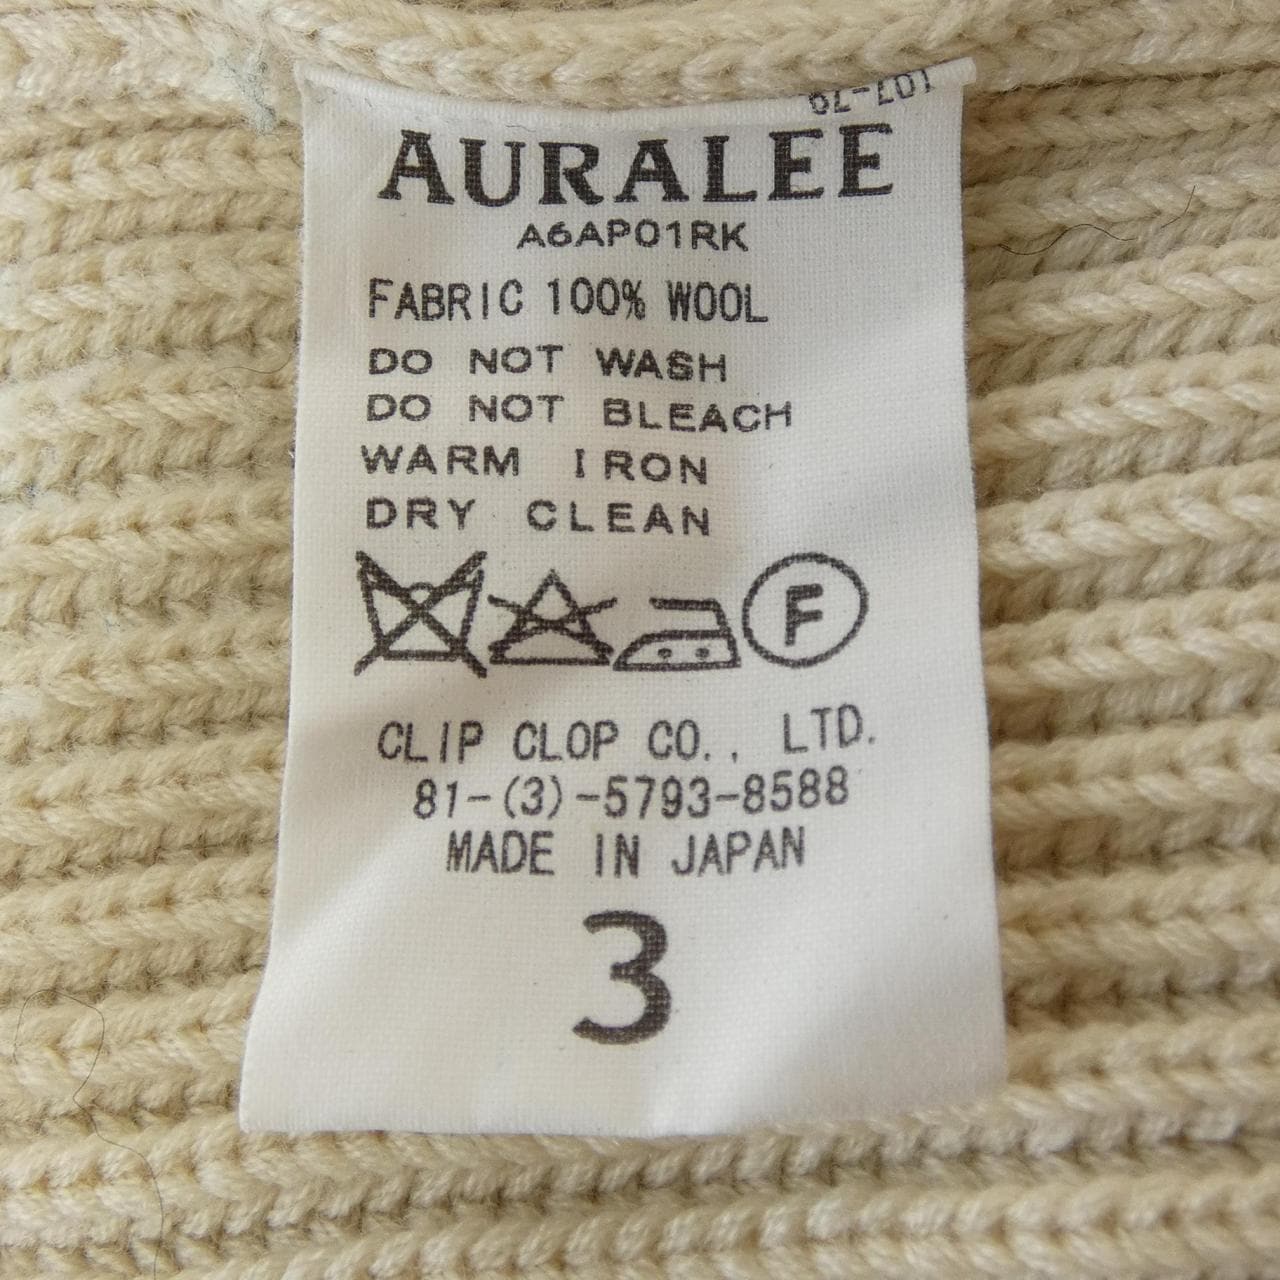 AURALEE
A6AP01RK
FABRIC 100% WOOL
DO NOT WASH
DO NOT BLEACH
WARM IRON
DRY CLEAN
F
CLIP CLOP CO., LTD.
81-(3)-5793-8588
MADE IN JAPAN
3